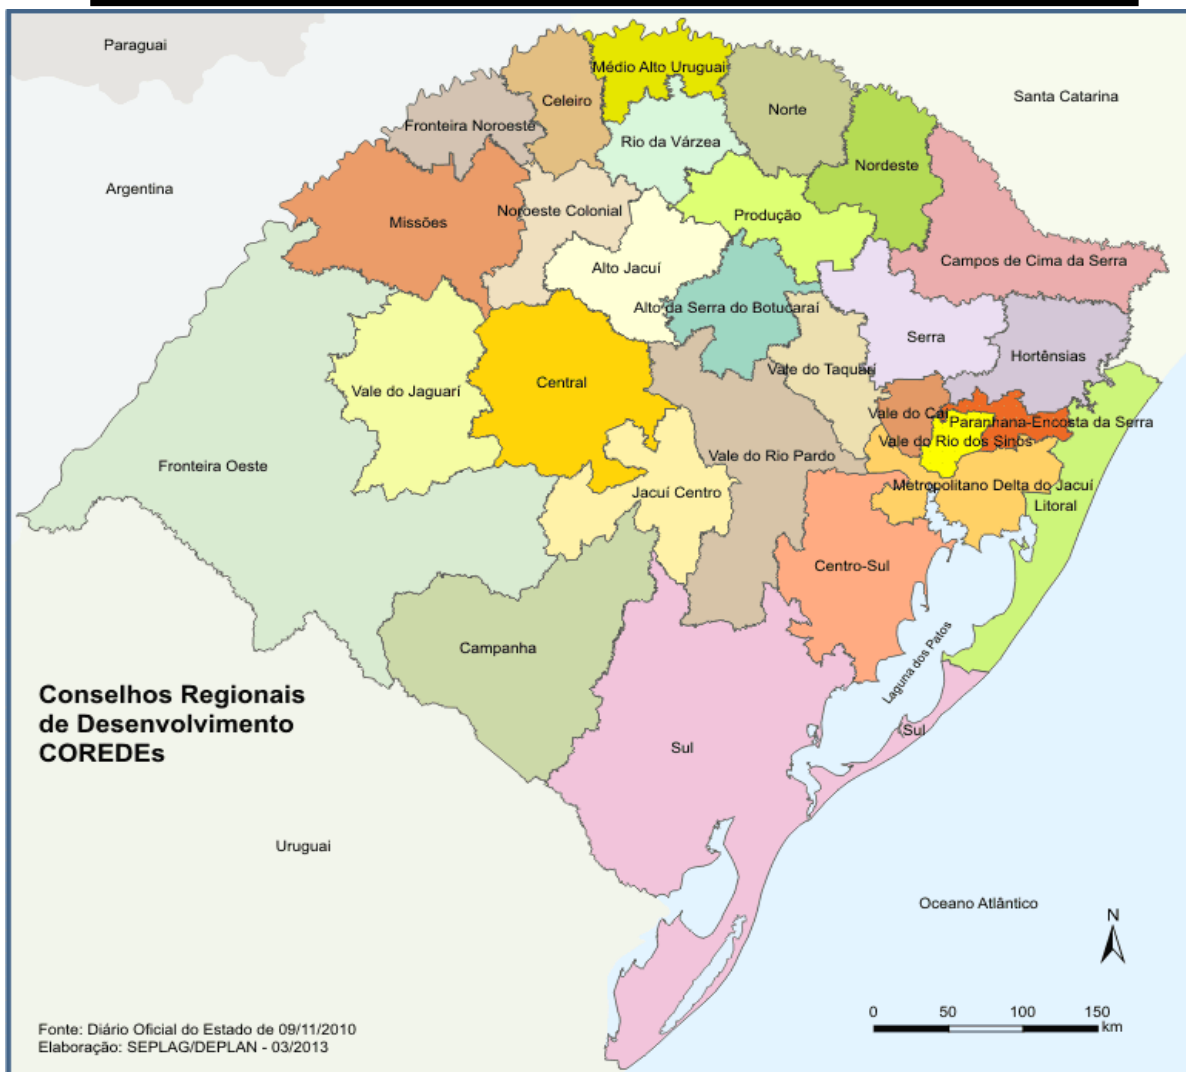 Paraguai
Médio Alto Uruguai
Celeiro
Santa Catarina
Norte
Fronteira Noroeste
Rio da Várzea
Nordeste
Argentina
Noroeste Colonial
Produção
Missões
Campos de Cima da Serra
Alto Jacuí
Alto da Serra do Botucaraí
Serra
Hortênsias
Vale do Taquarí
Central
Vale do Jaguarí
Vale do Caí
Paranhana-Encosta da Serra
Vale do Rio dos Sinos
Vale do Rio Pardo
Fronteira Oeste
Metropolitano Delta do Jacuí
Jacuí Centro
Litoral
Centro-Sul
Campanha
Laguna dos Patos
Conselhos Regionais
de Desenvolvimento
COREDEs
Sul
Sul
Uruguai
Oceano Atlântico
N
0 50 100 150
km
Fonte: Diário Oficial do Estado de 09/11/2010
Elaboração: SEPLAG/DEPLAN - 03/2013